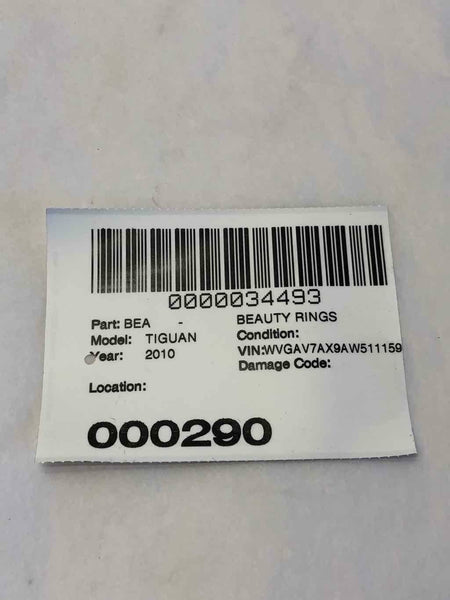 0000034493
Part: BEA - BEAUTY RINGS
Model: TIGUAN Condition:
Year: 2010 VIN:WVGAV7AX9AW511159
Damage Code:
Location:
000290